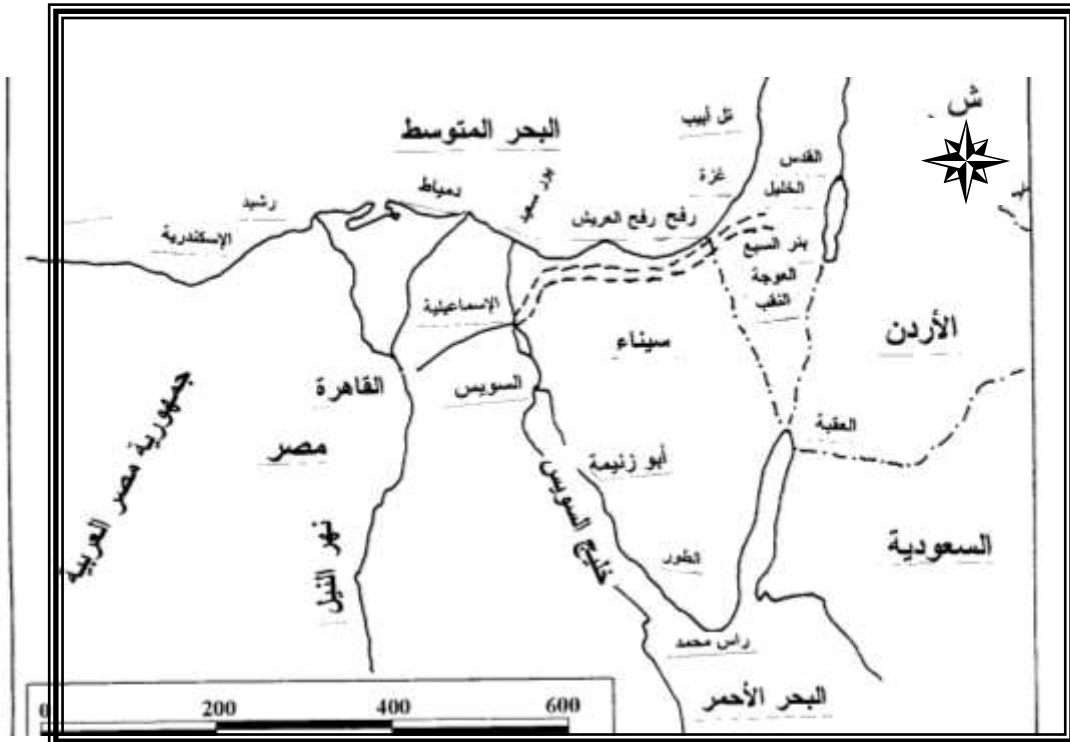 ش
البحر المتوسط
تل أبيب
القدس
الخليل
غزة
دمياط
بور سعيد
رشيد
الإسكندرية
رفح رفح العريش
بئر السبع
العوجة
النقب
الإسماعيلية
سيناء
الأردن
القاهرة
السويس
العقبة
جمهورية مصر العربية
مصر
أبو زنيمة
خليج السويس
نهر النيل
الطور
السعودية
راس محمد
البحر الأحمر
0 200 400 600